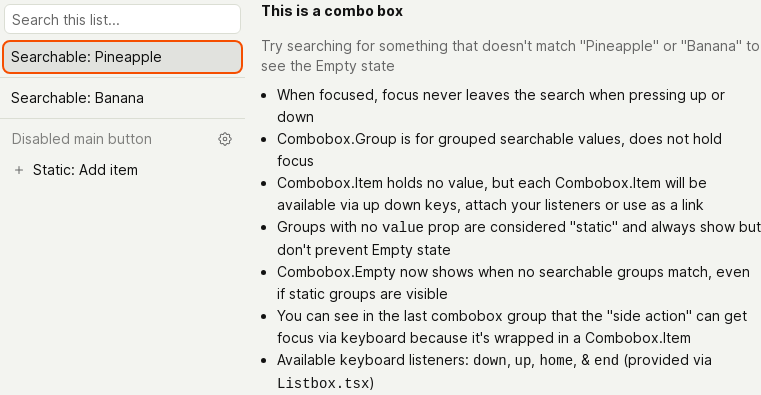 Search this list...
Searchable: Pineapple
Searchable: Banana
Disabled main button
Static: Add item
This is a combo box
Try searching for something that doesn't match "Pineapple" or "Banana" to
see the Empty state
When focused, focus never leaves the search when pressing up or
down
Combobox.Group is for grouped searchable values, does not hold
focus
Combobox.Item holds no value, but each Combobox.Item will be
available via up down keys, attach your listeners or use as a link
Groups with no value prop are considered "static" and always show but
don't prevent Empty state
Combobox.Empty now shows when no searchable groups match, even
if static groups are visible
You can see in the last combobox group that the "side action" can get
focus via keyboard because it's wrapped in a Combobox.Item
Available keyboard listeners: down, up, home, & end (provided via
Listbox.tsx)